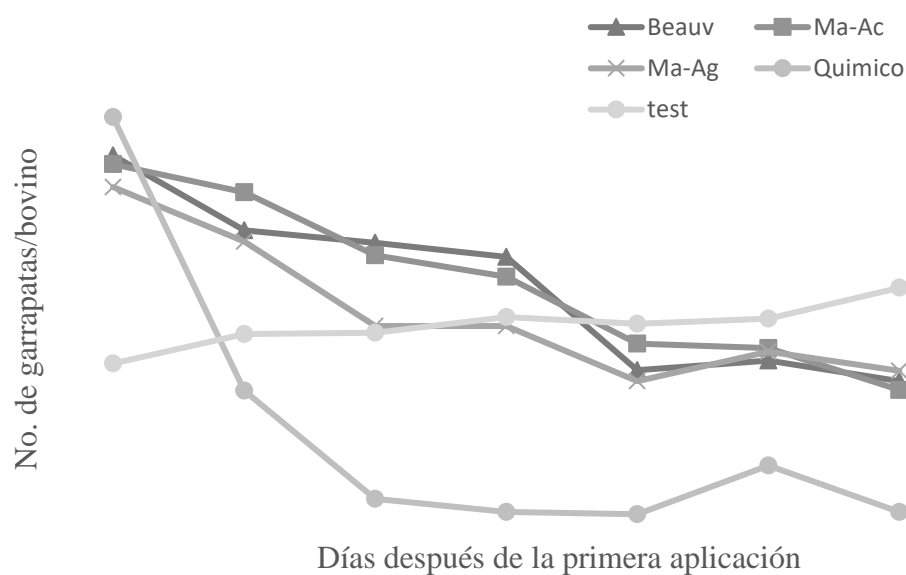 Beauv
Ma-Ac
Ma-Ag
Quimico
test
No. de garrapatas/bovino
Días después de la primera aplicación